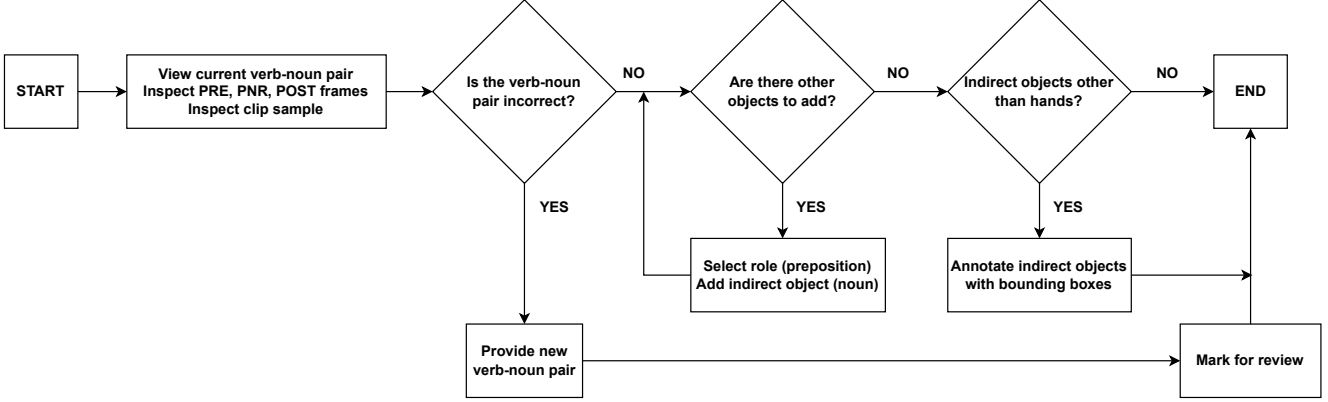 START
View current verb-noun pair
Inspect PRE, PNR, POST frames
Inspect clip sample
Is the verb-noun
pair incorrect?
NO
Are there other
objects to add?
NO
Indirect objects other
than hands?
NO
END
YES
YES
YES
Select role (preposition)
Add indirect object (noun)
Annotate indirect objects
with bounding boxes
Provide new
verb-noun pair
Mark for review